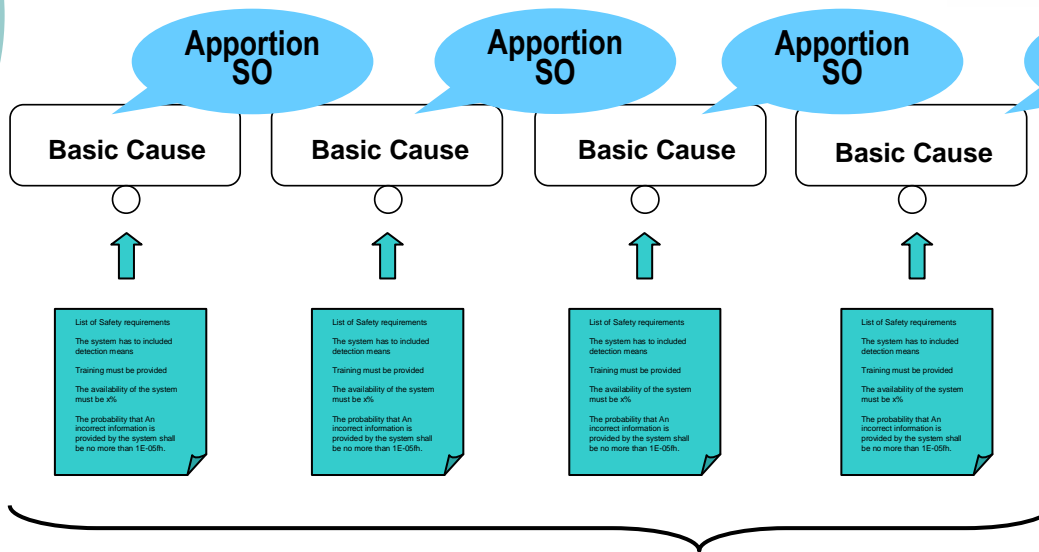 Apportion
SO
Apportion
SO
Apportion
SO
Basic Cause
Basic Cause
Basic Cause
Basic Cause
List of Safety requirements
The system has to included
detection means
Training must be provided
The availability of the system
must be x%
The probability that An
incorrect information is
provided by the system shall
be no more than 1E-05fh.
List of Safety requirements
The system has to included
detection means
Training must be provided
The availability of the system
must be x%
The probability that An
incorrect information is
provided by the system shall
be no more than 1E-05fh.
List of Safety requirements
The system has to included
detection means
Training must be provided
The availability of the system
must be x%
The probability that An
incorrect information is
provided by the system shall
be no more than 1E-05fh.
List of Safety requirements
The system has to included
detection means
Training must be provided
The availability of the system
must be x%
The probability that An
incorrect information is
provided by the system shall
be no more than 1E-05fh.